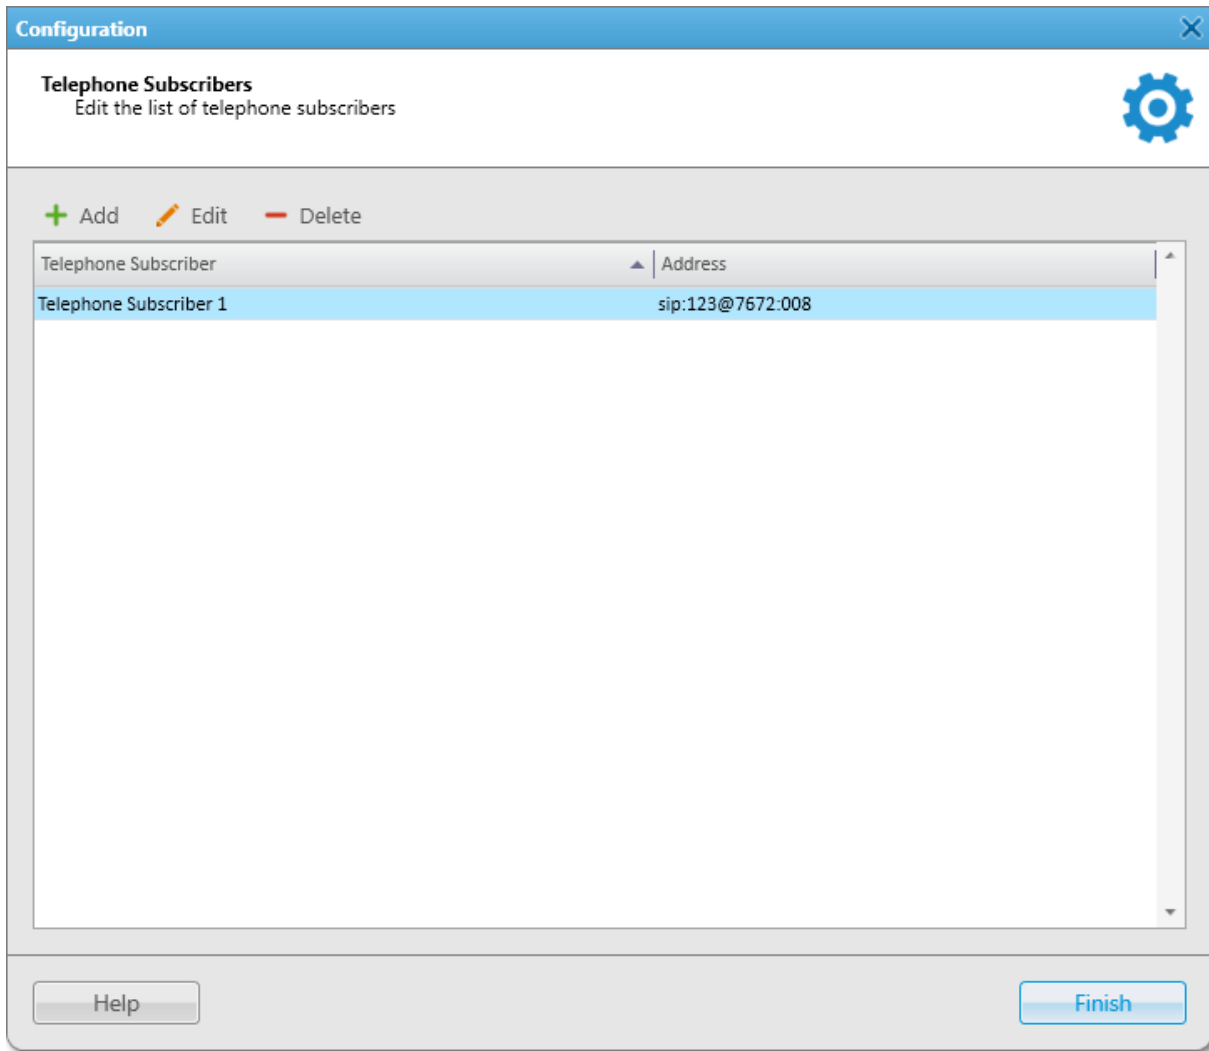 Configuration
Telephone Subscribers
Edit the list of telephone subscribers
Add Edit Delete
Telephone Subscriber Address
Telephone Subscriber 1 sip:123@7672:008
Help Finish